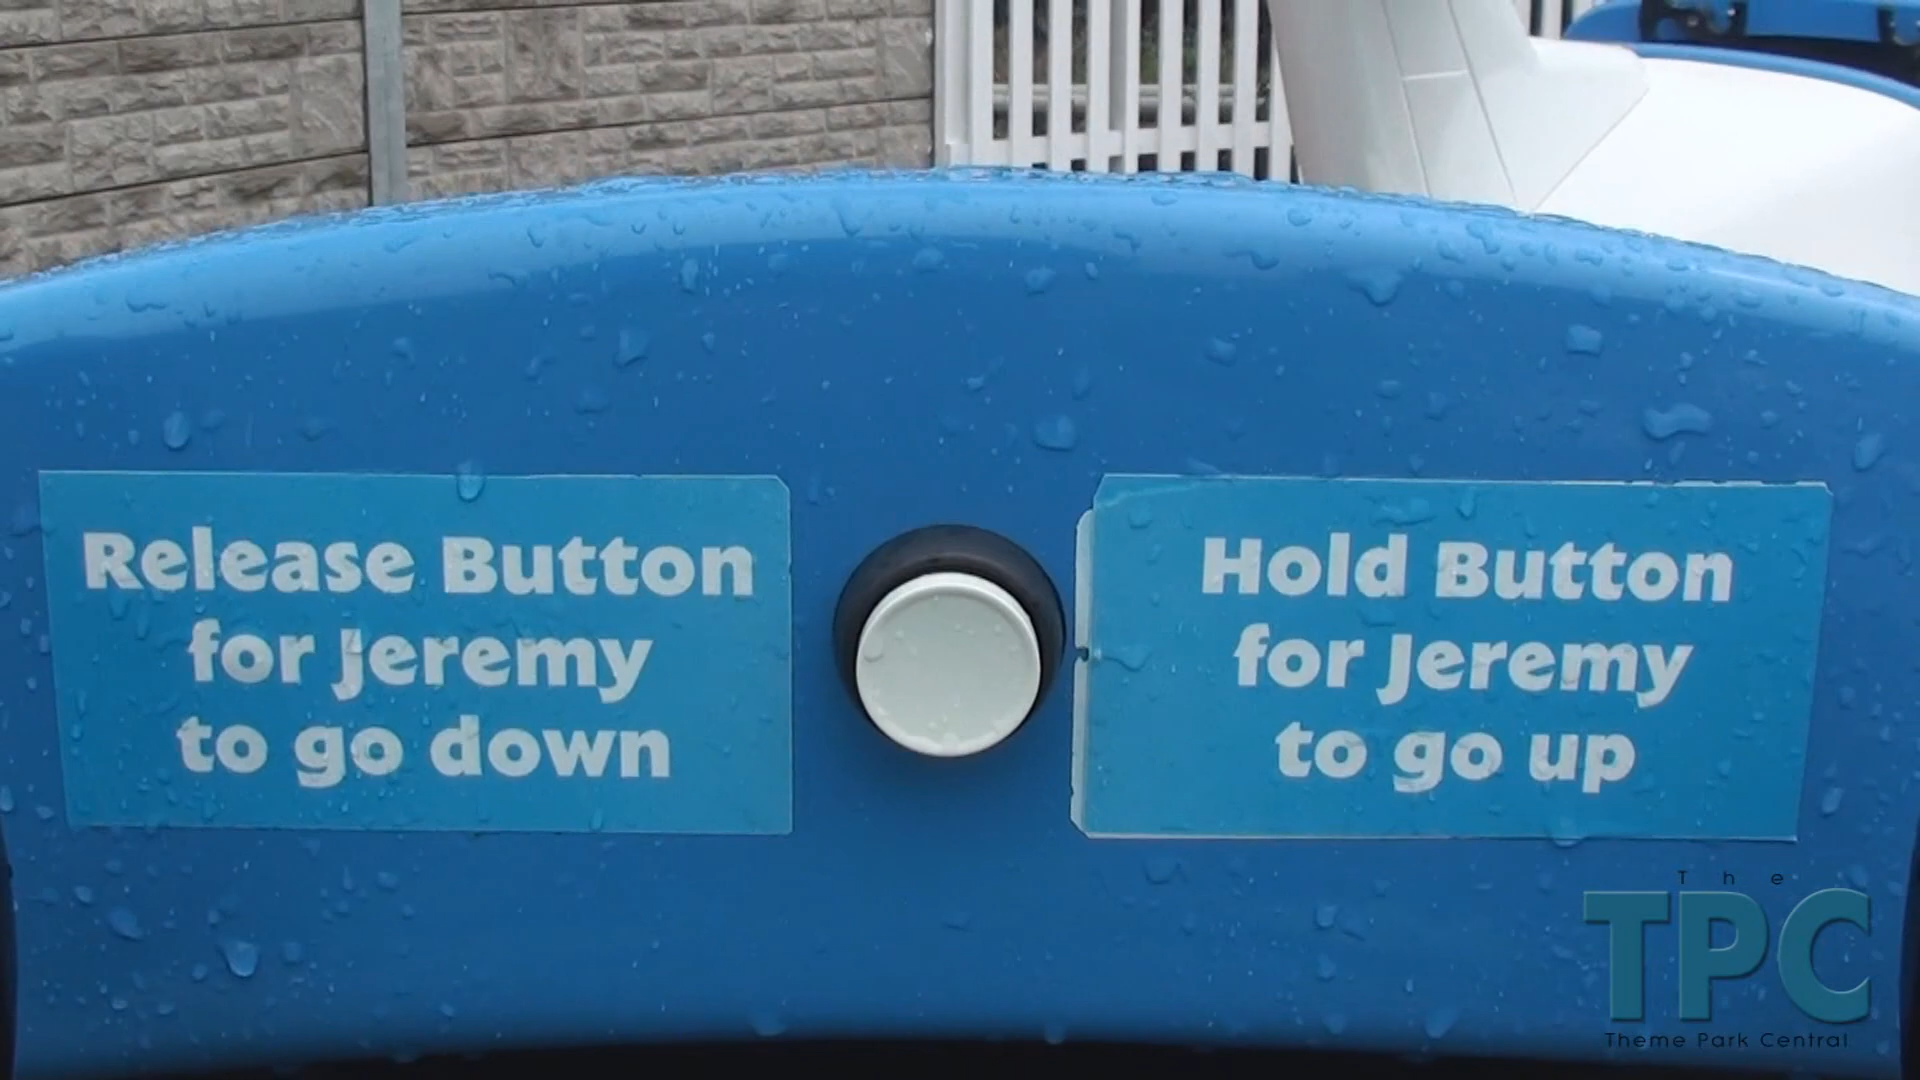 Release Button
for Jeremy
to go down
Hold Button
for Jeremy
to go up
The
TPC
Theme Park Central